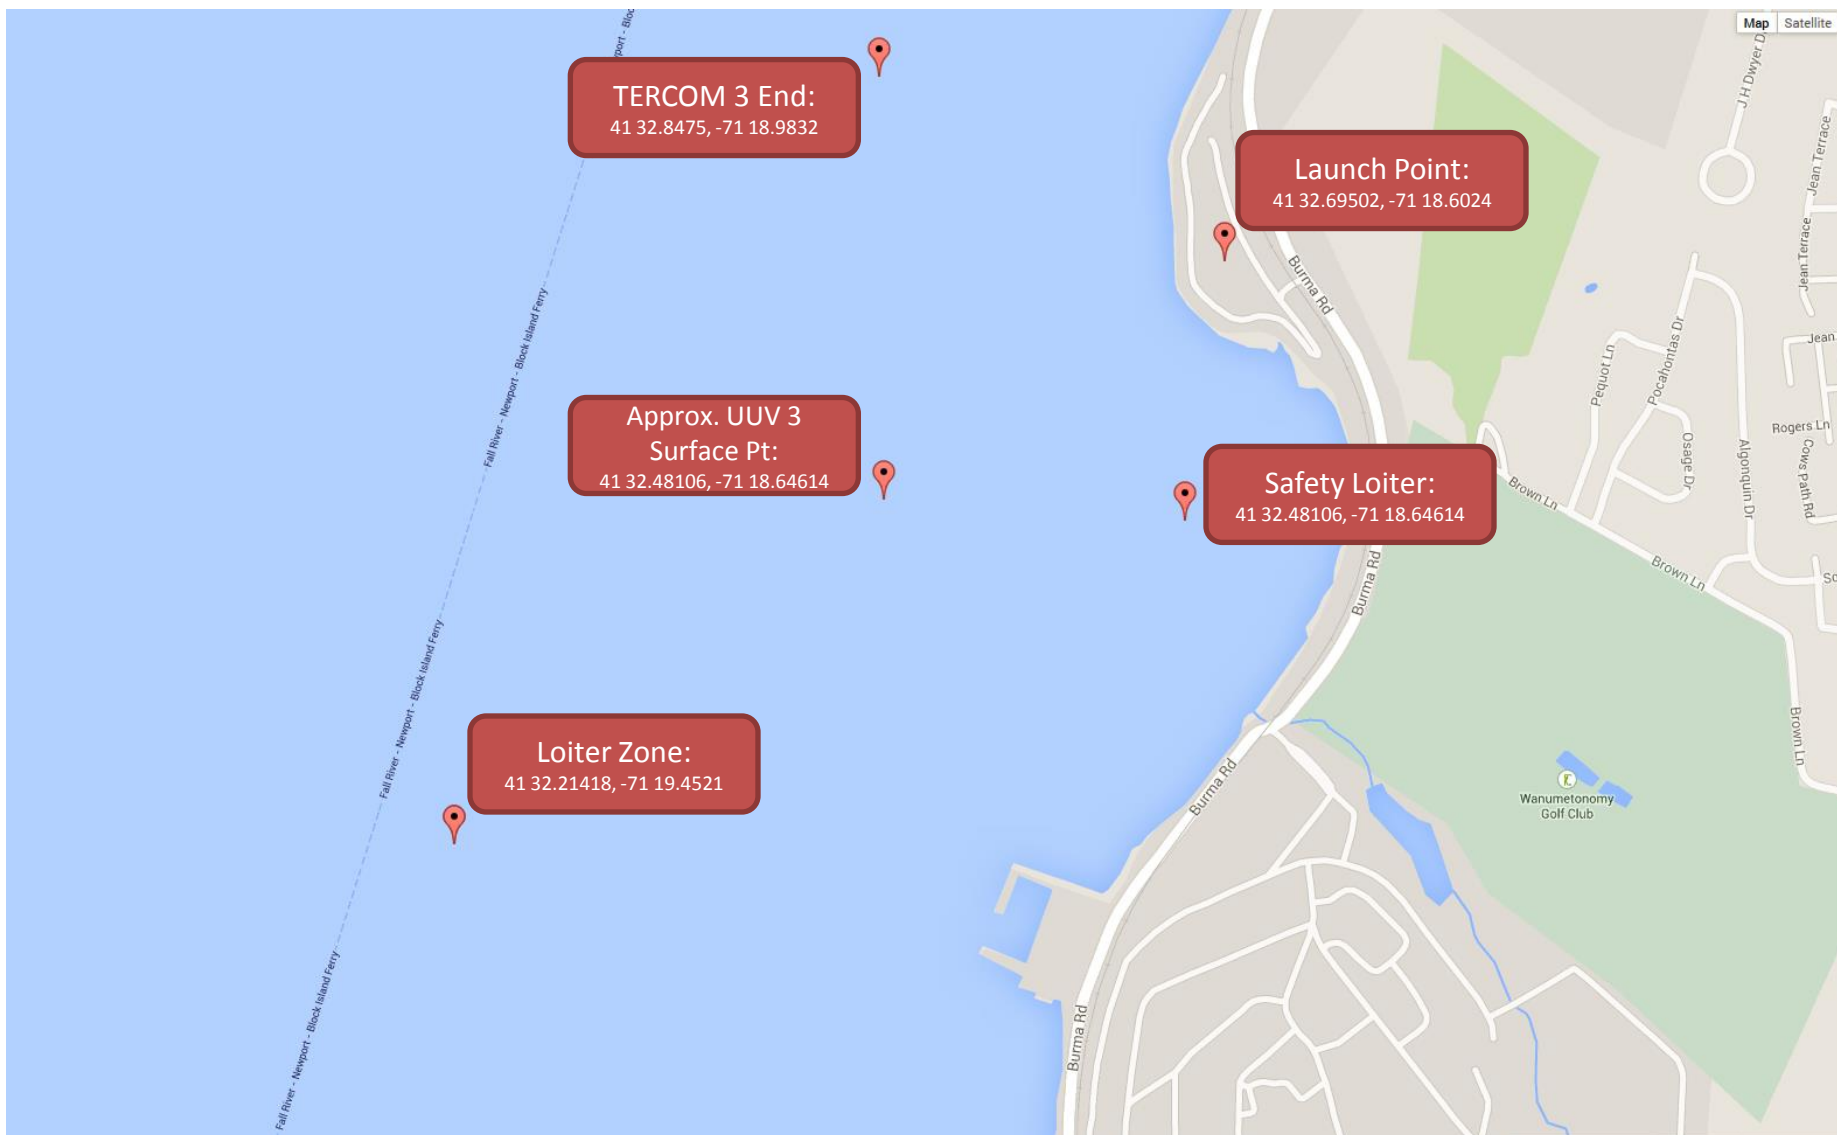 Map Satellite
port - Bloc
TERCOM 3 End:
41 32.8475, -71 18.9832
J H Dwyer D
Jean Terrace
Launch Point:
41 32.69502, -71 18.6024
Jean Terrace
Burma Rd
Fall River - Newport - Block Island Ferry
Pequot Ln
Pocahontas Dr
Jean
Approx. UUV 3
Surface Pt:
41 32.48106, -71 18.64614
Rogers Ln
Osage Dr
Algonquin Dr
Cows Path Rd
Safety Loiter:
41 32.48106, -71 18.64614
Brown Ln
Burma Rd
Brown Ln
Fall River - Newport - Block Island Ferry
Loiter Zone:
41 32.21418, -71 19.4521
Burma Rd
Brown Ln
Wanumetonomy
Golf Club
Fall River - Newport - Block Island Ferry
Burma Rd